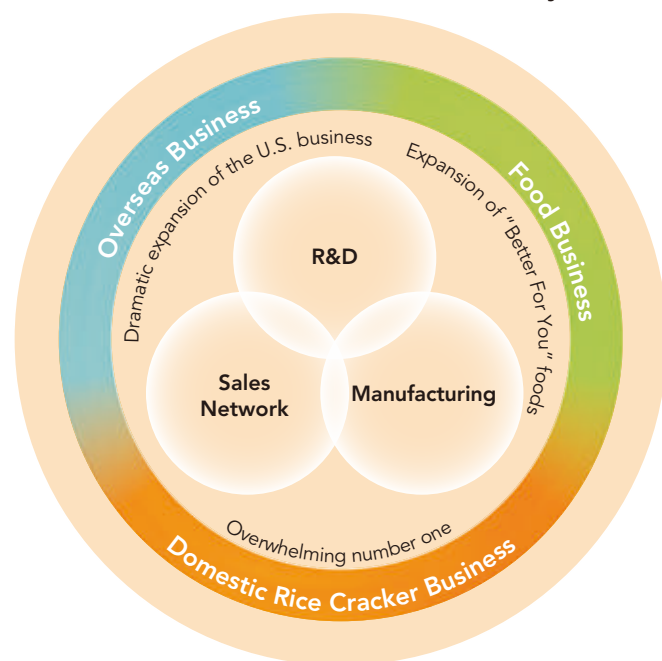 Overseas Business
Dramatic expansion of the U.S. business
Food Business
Expansion of "Better For You" foods
R&D
Sales
Network
Manufacturing
Overwhelming number one
Domestic Rice Cracker Business